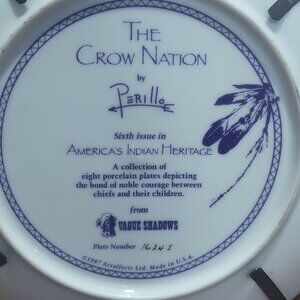 THE
CROW NATION
by
PERILLO
Sixth issue in
AMERICA'S INDIAN HERITAGE
A collection of
eight porcelain plates depicting
the bond of noble courage between
chiefs and their children.
from
VAGUE SHADOWS
Plate Number 1624 I
©1987 Artaffects Ltd. Made in U.S.A.